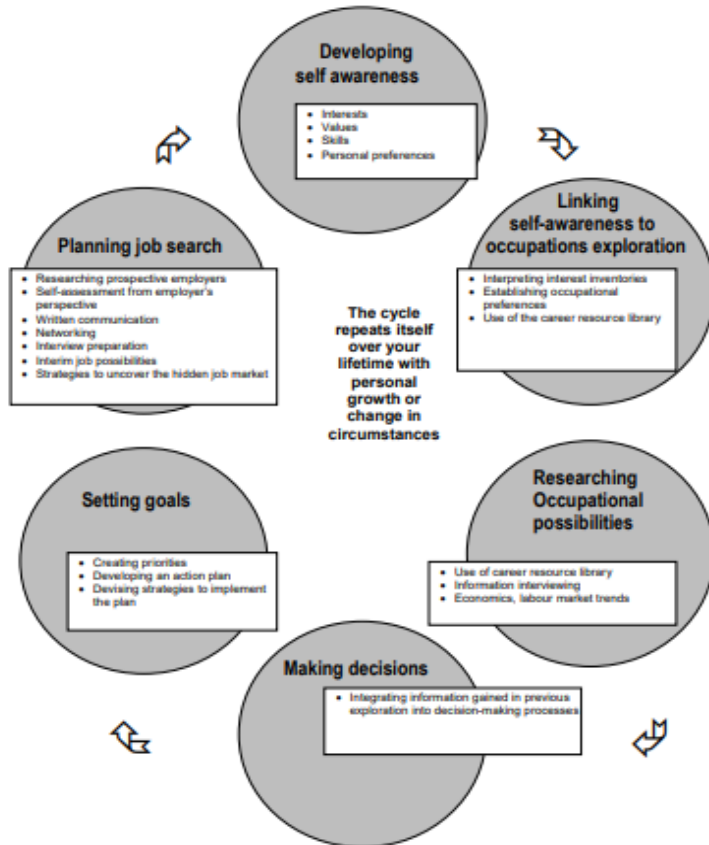 Developing
self awareness
• Interests
• Values
• Skills
• Personal preferences
Linking
self-awareness to
occupations exploration
• Interpreting interest inventories
• Establishing occupational
preferences
• Use of the career resource library
Researching
Occupational
possibilities
• Use of career resource library
• Information interviewing
• Economics, labour market trends
Making decisions
• Integrating information gained in previous
exploration into decision-making processes
Setting goals
• Creating priorities
• Developing an action plan
• Devising strategies to implement
the plan
Planning job search
• Researching prospective employers
• Self-assessment from employer's
perspective
• Written communication
• Networking
• Interview preparation
• Interim job possibilities
• Strategies to uncover the hidden job market
The cycle
repeats itself
over your
lifetime with
personal
growth or
change in
circumstances